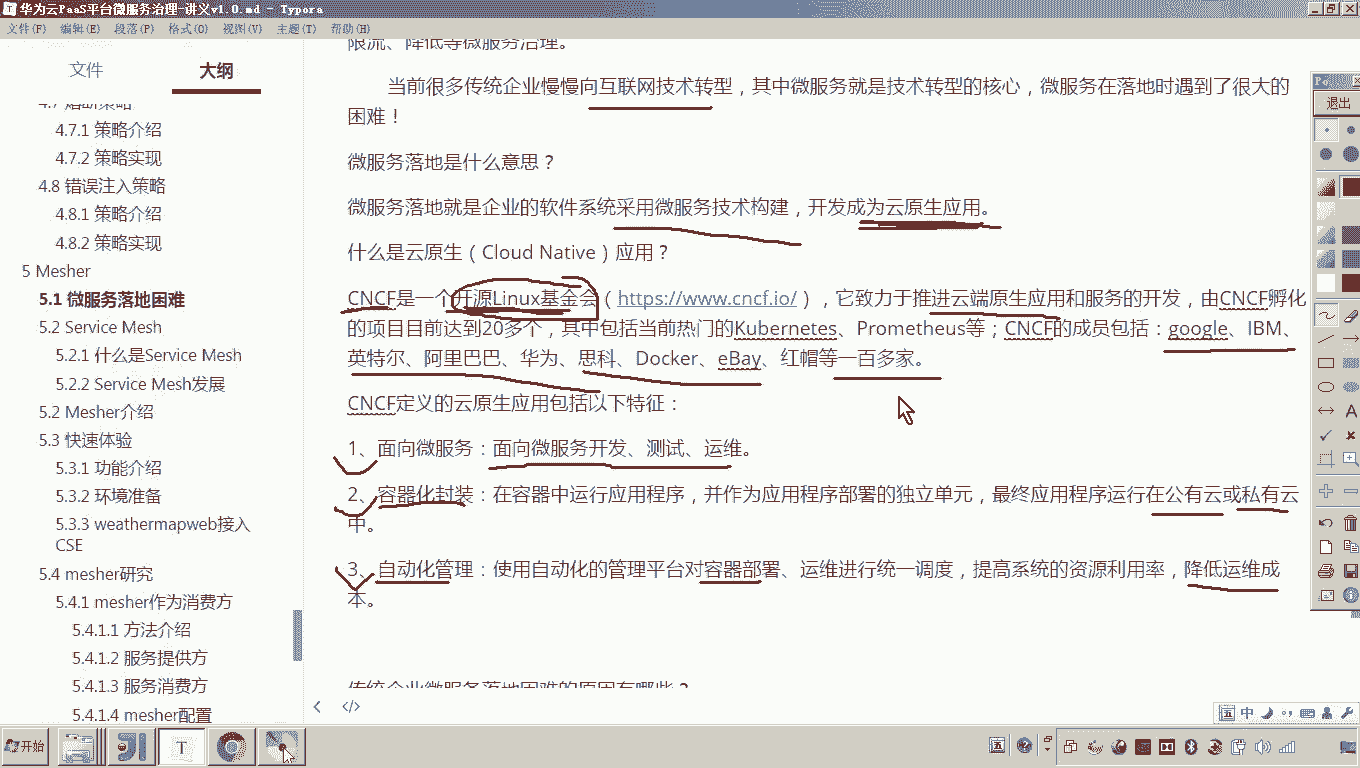 华为云PaaS平台微服务治理-讲义v1.0.md - Typora
文件(F) 编辑(E) 段落(P) 格式(O) 视图(V) 主题(T) 帮助(H)
文件 大纲
4.7 熔断策略
4.7.1 策略介绍
4.7.2 策略实现
4.8 错误注入策略
4.8.1 策略介绍
4.8.2 策略实现
5 Mesher
5.1 微服务落地困难
5.2 Service Mesh
5.2.1 什么是Service Mesh
5.2.2 Service Mesh发展
5.2 Mesher介绍
5.3 快速体验
5.3.1 功能介绍
5.3.2 环境准备
5.3.3 weathermapweb接入
CSE
5.4 mesher研究
5.4.1 mesher作为消费方
5.4.1.1 方法介绍
5.4.1.2 服务提供方
5.4.1.3 服务消费方
5.4.1.4 mesher配置
限流、降低等微服务治理。
当前很多传统企业慢慢向互联网技术转型，其中微服务就是技术转型的核心，微服务在落地时遇到了很大的
困难！
微服务落地是什么意思？
微服务落地就是企业的软件系统采用微服务技术构建，开发成为云原生应用。
什么是云原生（Cloud Native）应用？
CNCF是一个开源Linux基金会（https://www.cncf.io/），它致力于推进云端原生应用和服务的开发，由CNCF孵化
的项目目前达到20多个，其中包括当前热门的Kubernetes、Prometheus等；CNCF的成员包括：google、IBM、
英特尔、阿里巴巴、华为、思科、Docker、eBay、红帽等一百多家。
CNCF定义的云原生应用包括以下特征：
1、面向微服务：面向微服务开发、测试、运维。
2、容器化封装：在容器中运行应用程序，并作为应用程序部署的独立单元，最终应用程序运行在公有云或私有云
中。
3、自动化管理：使用自动化的管理平台对容器部署、运维进行统一调度，提高系统的资源利用率，降低运维成
本。
传统企业微服务落地困难的原因有哪些？
退出
A
</>
五 中
开始
T
五